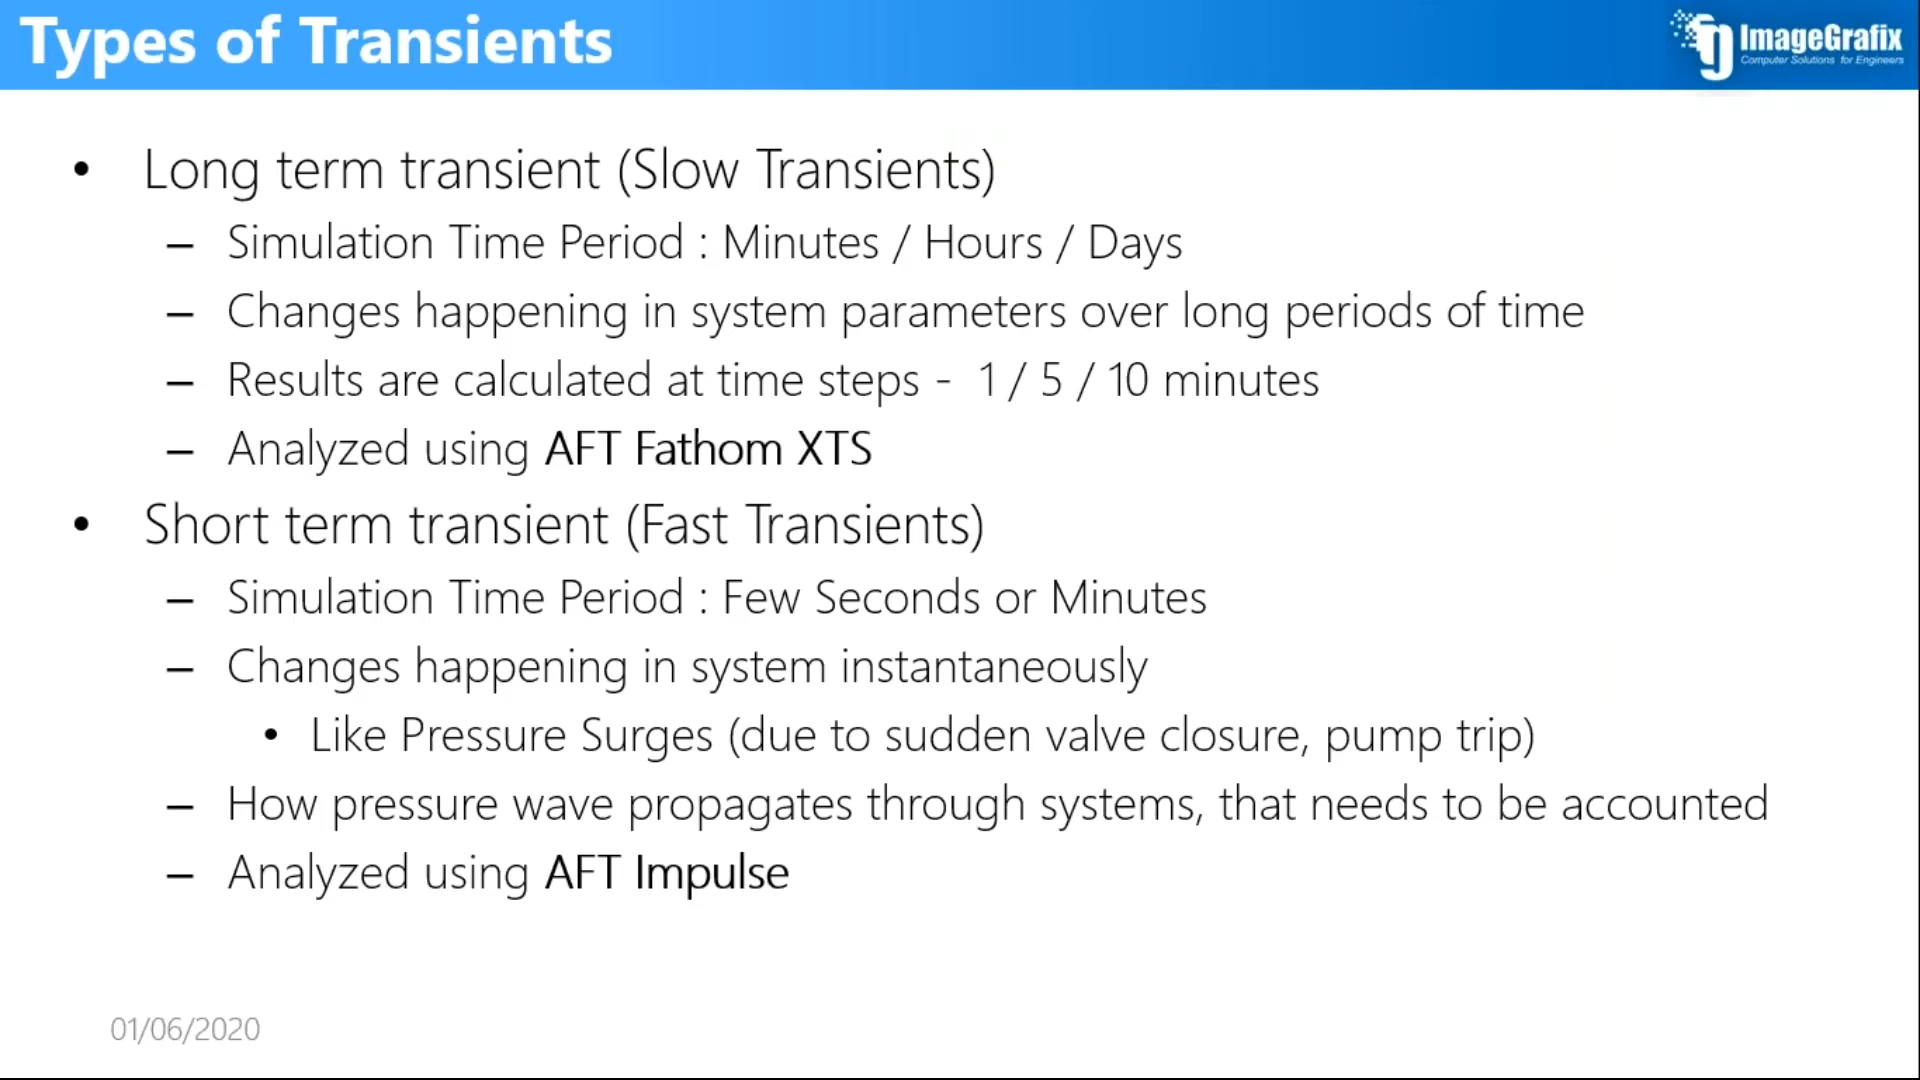 Types of Transients
ImageGrafix
Computer Solutions for Engineers
• Long term transient (Slow Transients)
– Simulation Time Period : Minutes / Hours / Days
– Changes happening in system parameters over long periods of time
– Results are calculated at time steps - 1 / 5 / 10 minutes
– Analyzed using AFT Fathom XTS
• Short term transient (Fast Transients)
– Simulation Time Period : Few Seconds or Minutes
– Changes happening in system instantaneously
• Like Pressure Surges (due to sudden valve closure, pump trip)
– How pressure wave propagates through systems, that needs to be accounted
– Analyzed using AFT Impulse
01/06/2020